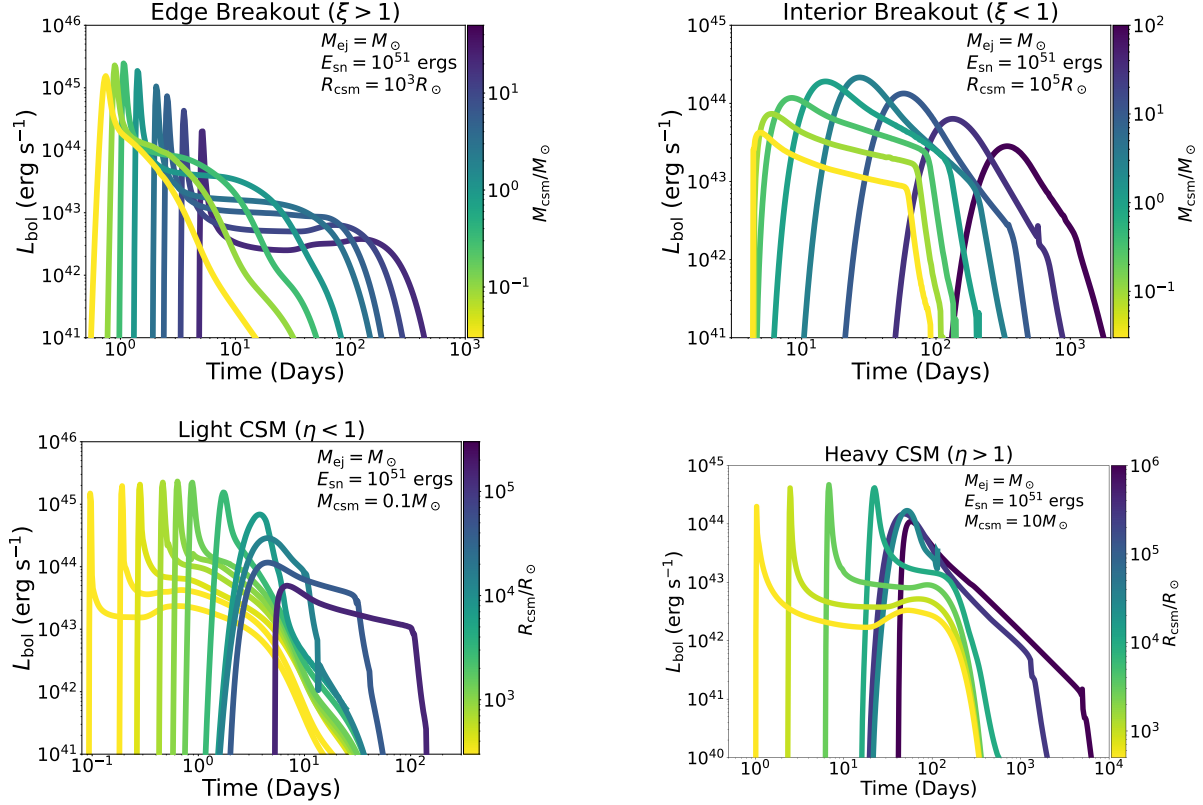 Edge Breakout (ξ > 1)
M_ej = M_⊙
E_sn = 10^51 ergs
R_csm = 10^3 R_⊙
10^46
10^45
10^44
10^43
10^42
10^41
L_bol (erg s^−1)
10^0
10^1
10^2
10^3
Time (Days)
10^1
10^0
10^−1
M_csm/M_⊙
Interior Breakout (ξ < 1)
M_ej = M_⊙
E_sn = 10^51 ergs
R_csm = 10^5 R_⊙
10^45
10^44
10^43
10^42
10^41
L_bol (erg s^−1)
10^1
10^2
10^3
Time (Days)
10^2
10^1
10^0
10^−1
M_csm/M_⊙
Light CSM (η < 1)
M_ej = M_⊙
E_sn = 10^51 ergs
M_csm = 0.1M_⊙
10^46
10^45
10^44
10^43
10^42
10^41
L_bol (erg s^−1)
10^−1
10^0
10^1
10^2
Time (Days)
10^5
10^4
10^3
R_csm/R_⊙
Heavy CSM (η > 1)
M_ej = M_⊙
E_sn = 10^51 ergs
M_csm = 10M_⊙
10^45
10^44
10^43
10^42
10^41
10^40
L_bol (erg s^−1)
10^0
10^1
10^2
10^3
10^4
Time (Days)
10^6
10^5
10^4
10^3
R_csm/R_⊙